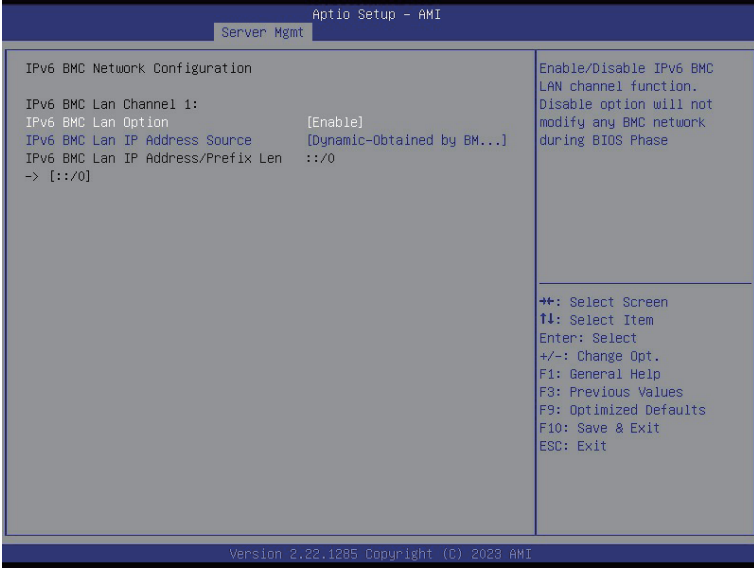 Aptio Setup – AMI
Server Mgmt
IPv6 BMC Network Configuration
IPv6 BMC Lan Channel 1:
IPv6 BMC Lan Option [Enable]
IPv6 BMC Lan IP Address Source [Dynamic-Obtained by BM...]
IPv6 BMC Lan IP Address/Prefix Len ::/0
-> [::/0]
Enable/Disable IPv6 BMC
LAN channel function.
Disable option will not
modify any BMC network
during BIOS Phase
→←: Select Screen
↑↓: Select Item
Enter: Select
+/-: Change Opt.
F1: General Help
F3: Previous Values
F9: Optimized Defaults
F10: Save & Exit
ESC: Exit
Version 2.22.1285 Copyright (C) 2023 AMI